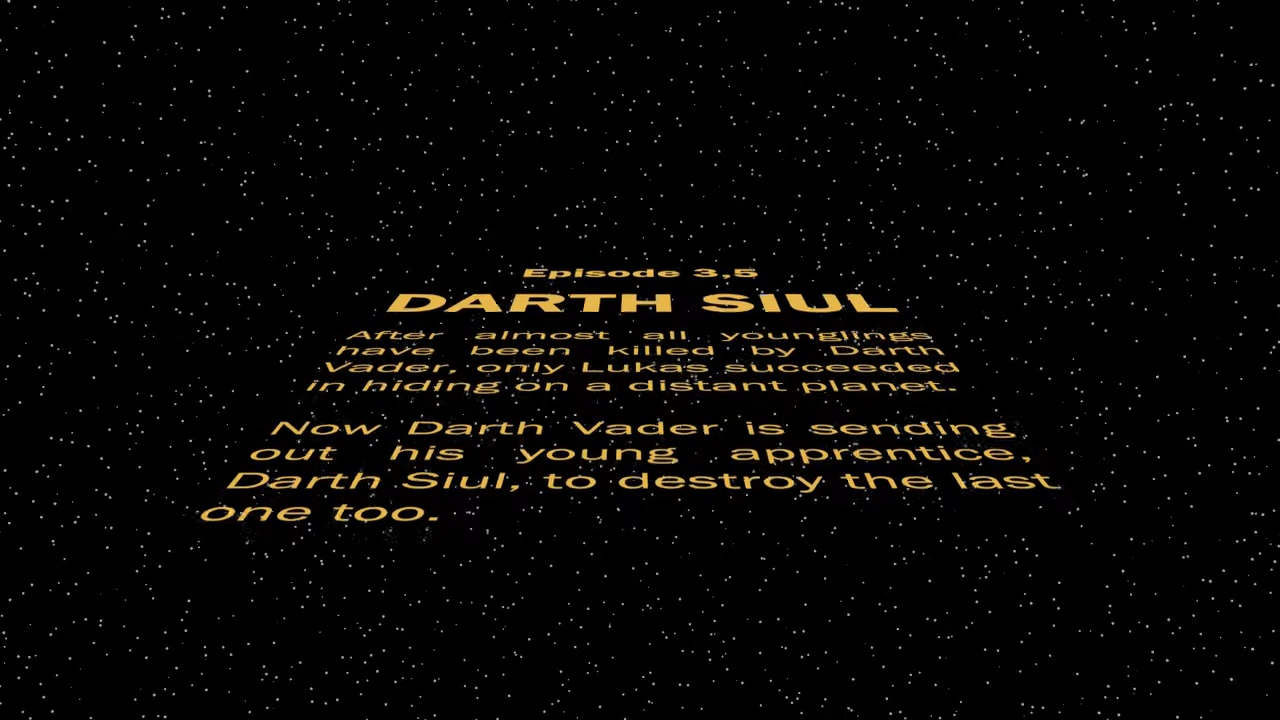 Episode 3,5
DARTH SIUL
After almost all younglings
have been killed by Darth
Vader, only Lukas succeeded
in hiding on a distant planet.
Now Darth Vader is sending
out his young apprentice,
Darth Siul, to destroy the last
one too.